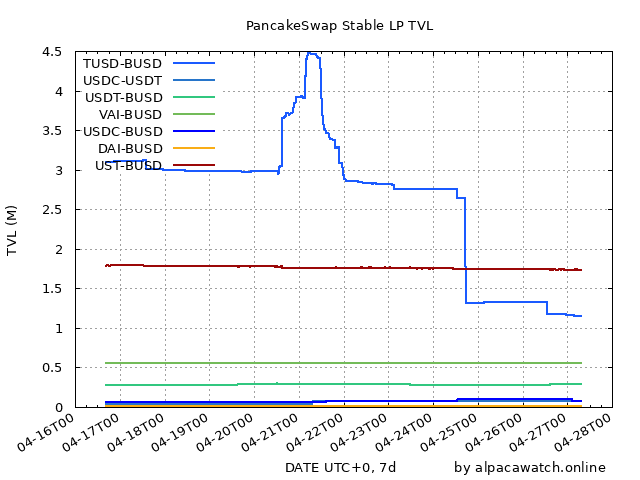 PancakeSwap Stable LP TVL
TUSD-BUSD
USDC-USDT
USDT-BUSD
VAI-BUSD
USDC-BUSD
DAI-BUSD
UST-BUSD
4.5
4
3.5
3
2.5
2
1.5
1
0.5
0
TVL (M)
04-16T00
04-17T00
04-18T00
04-19T00
04-20T00
04-21T00
04-22T00
04-23T00
04-24T00
04-25T00
04-26T00
04-27T00
04-28T00
DATE UTC+0, 7d
by alpacawatch.online